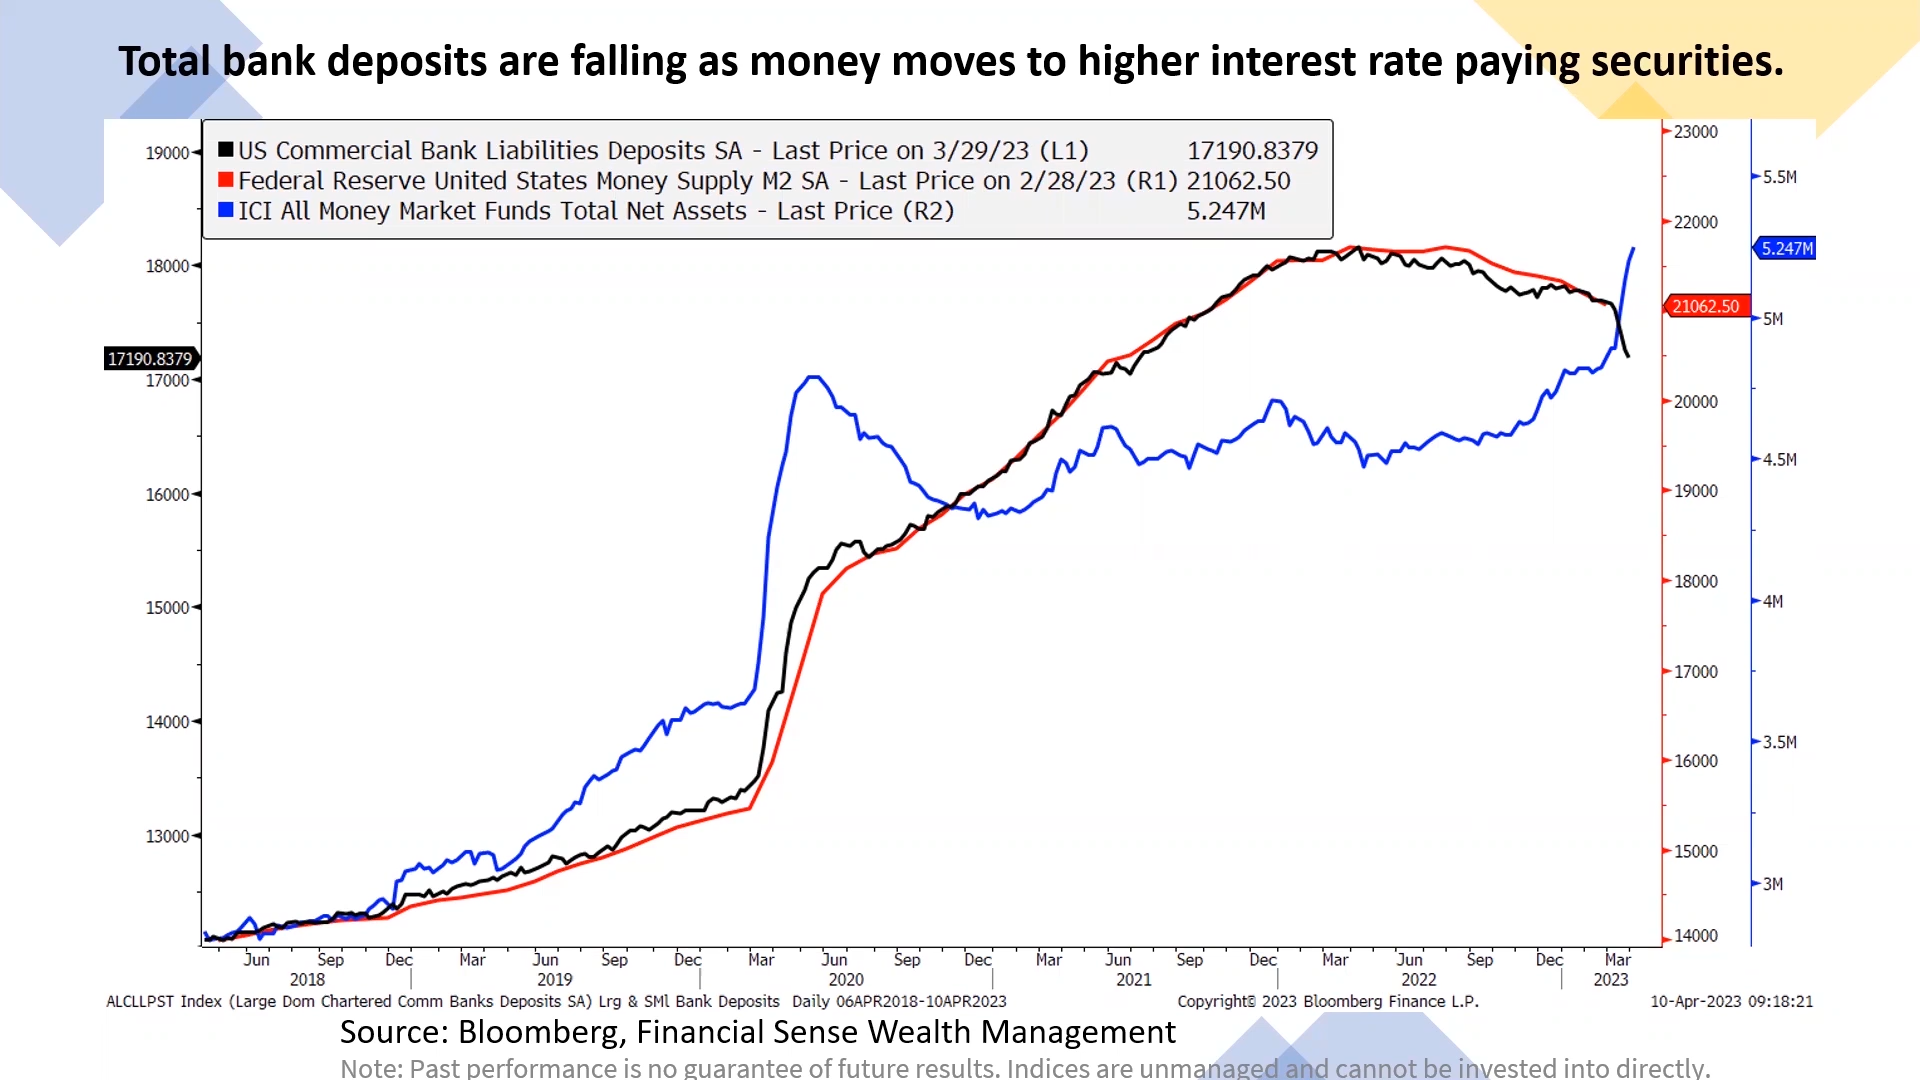 Total bank deposits are falling as money moves to higher interest rate paying securities.
US Commercial Bank Liabilities Deposits SA - Last Price on 3/29/23 (L1) 17190.8379
Federal Reserve United States Money Supply M2 SA - Last Price on 2/28/23 (R1) 21062.50
ICI All Money Market Funds Total Net Assets - Last Price (R2) 5.247M
19000
18000
17190.8379
17000
16000
15000
14000
13000
23000
22000
21062.50
20000
19000
18000
17000
16000
15000
14000
5.5M
5.247M
5M
4.5M
4M
3.5M
3M
Jun Sep Dec Mar Jun Sep Dec Mar Jun Sep Dec Mar Jun Sep Dec Mar Jun Sep Dec Mar
2018 2019 2020 2021 2022 2023
ALCLLPST Index (Large Dom Chartered Comm Banks Deposits SA) Lrg & SMl Bank Deposits Daily 06APR2018-10APR2023 Copyright© 2023 Bloomberg Finance L.P. 10-Apr-2023 09:18:21
Source: Bloomberg, Financial Sense Wealth Management
Note: Past performance is no guarantee of future results. Indices are unmanaged and cannot be invested into directly.